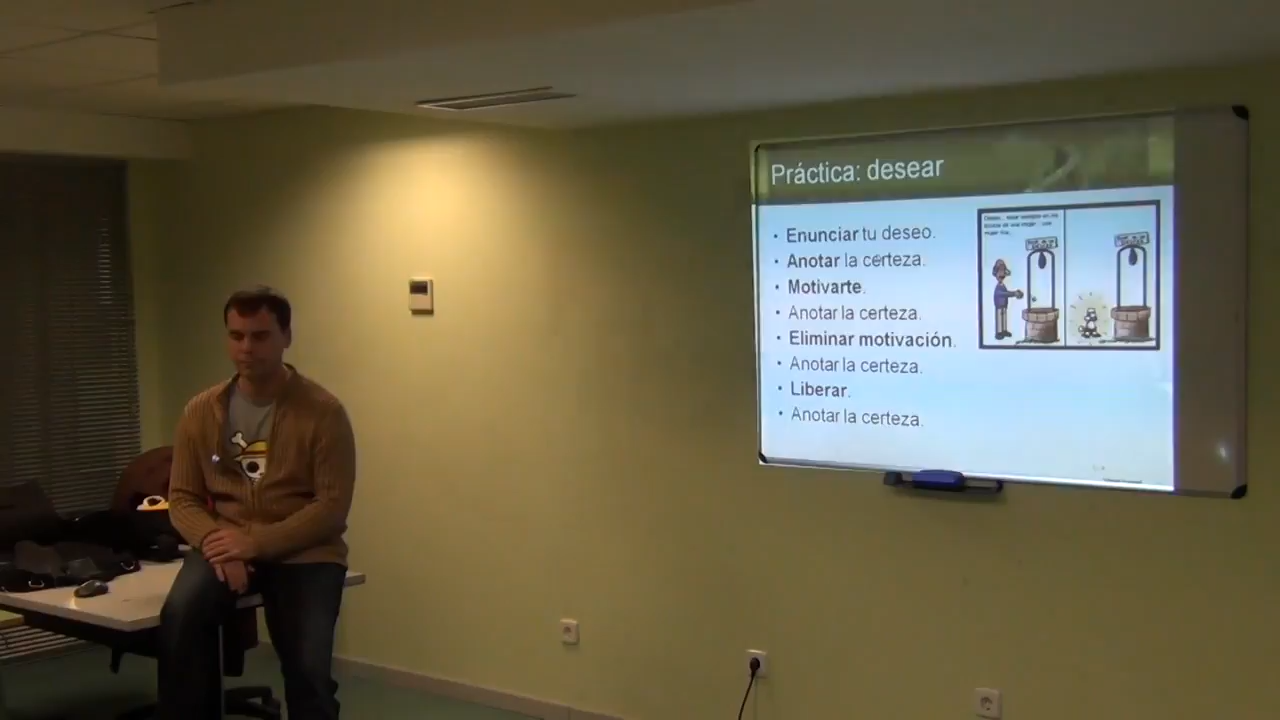 Práctica: desear
• Enunciar tu deseo.
• Anotar la certeza.
• Motivarte.
• Anotar la certeza.
• Eliminar motivación.
• Anotar la certeza.
• Liberar.
• Anotar la certeza.